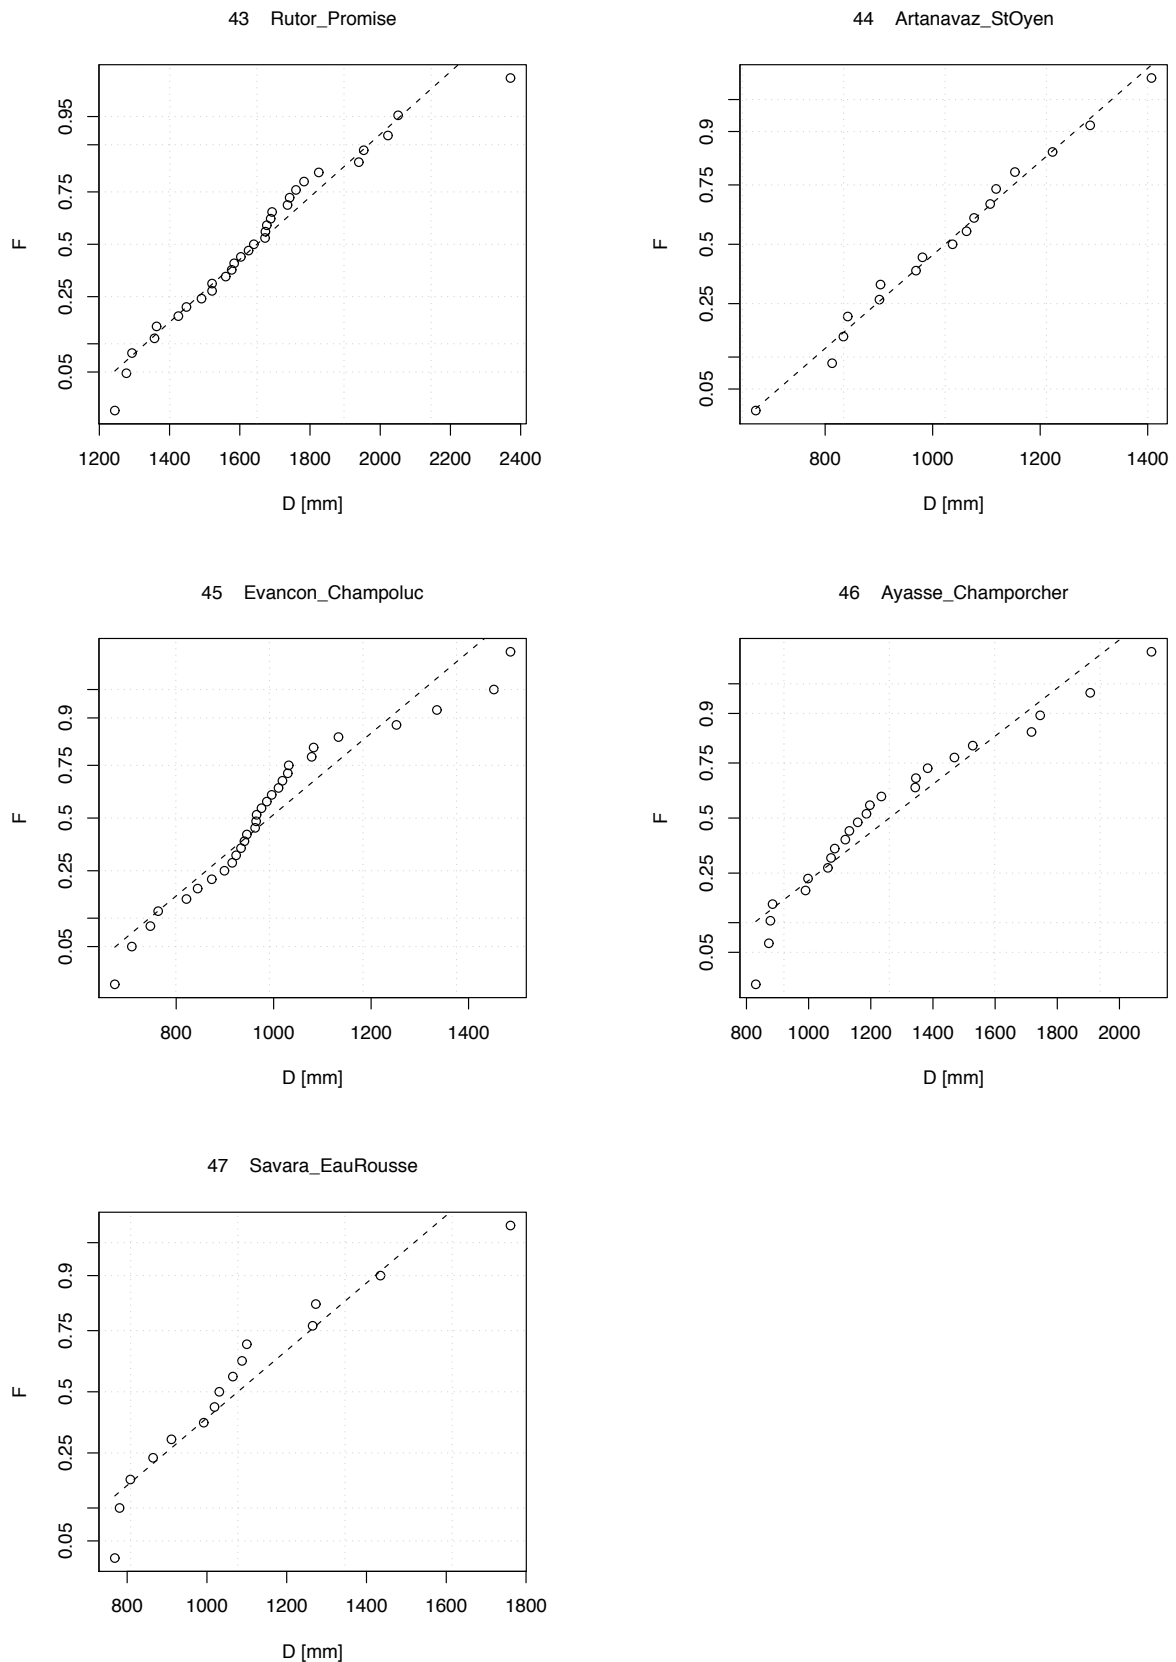 43 Rutor_Promise
F
0.95
0.75
0.5
0.25
0.05
1200 1400 1600 1800 2000 2200 2400
D [mm]
44 Artanavaz_StOyen
F
0.9
0.75
0.5
0.25
0.05
800 1000 1200 1400
D [mm]
45 Evancon_Champoluc
F
0.9
0.75
0.5
0.25
0.05
800 1000 1200 1400
D [mm]
46 Ayasse_Champorcher
F
0.9
0.75
0.5
0.25
0.05
800 1000 1200 1400 1600 1800 2000
D [mm]
47 Savara_EauRousse
F
0.9
0.75
0.5
0.25
0.05
800 1000 1200 1400 1600 1800
D [mm]